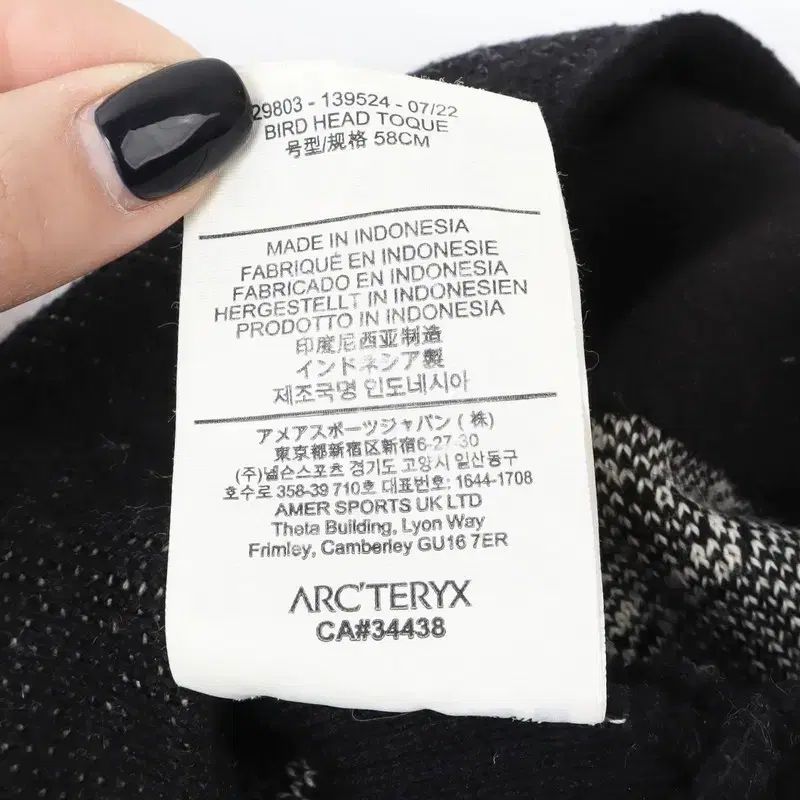 29803 - 139524 - 07/22
BIRD HEAD TOQUE
号型/规格 58CM
MADE IN INDONESIA
FABRIQUÉ EN INDONESIE
FABRICADO EN INDONESIA
HERGESTELLT IN INDONESIEN
PRODOTTO IN INDONESIA
印度尼西亚制造
インドネシア製
제조국명 인도네시아
アメアスポーツジャパン (株)
東京都新宿区新宿6-27-30
(주)넬슨스포츠 경기도 고양시 일산동구
호수로 358-39 710호 대표번호: 1644-1708
AMER SPORTS UK LTD
Theta Building, Lyon Way
Frimley, Camberley GU16 7ER
ARC'TERYX
CA#34438